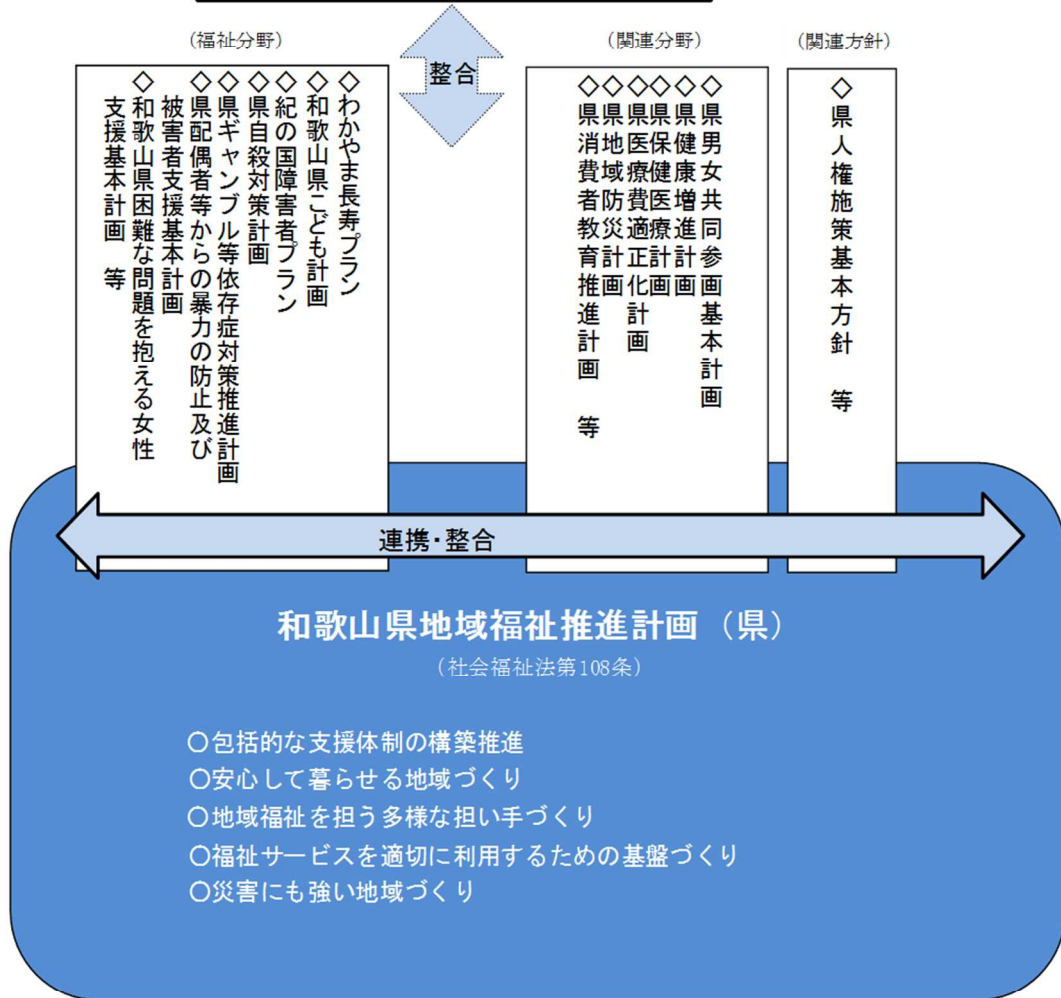 (福祉分野)
整合
(関連分野)
(関連方針)
◇わかやま長寿プラン
◇和歌山県こども計画
◇紀の国障害者プラン
◇県自殺対策計画
◇県ギャンブル等依存症対策推進計画
◇県配偶者等からの暴力の防止及び
被害者支援基本計画
◇和歌山県困難な問題を抱える女性
支援基本計画 等
◇県男女共同参画基本計画
◇県健康増進計画
◇県保健医療計画
◇県医療費適正化計画
◇県地域防災計画
◇県消費者教育推進計画 等
◇県人権施策基本方針 等
連携・整合
和歌山県地域福祉推進計画（県）
（社会福祉法第108条）
○包括的な支援体制の構築推進
○安心して暮らせる地域づくり
○地域福祉を担う多様な担い手づくり
○福祉サービスを適切に利用するための基盤づくり
○災害にも強い地域づくり